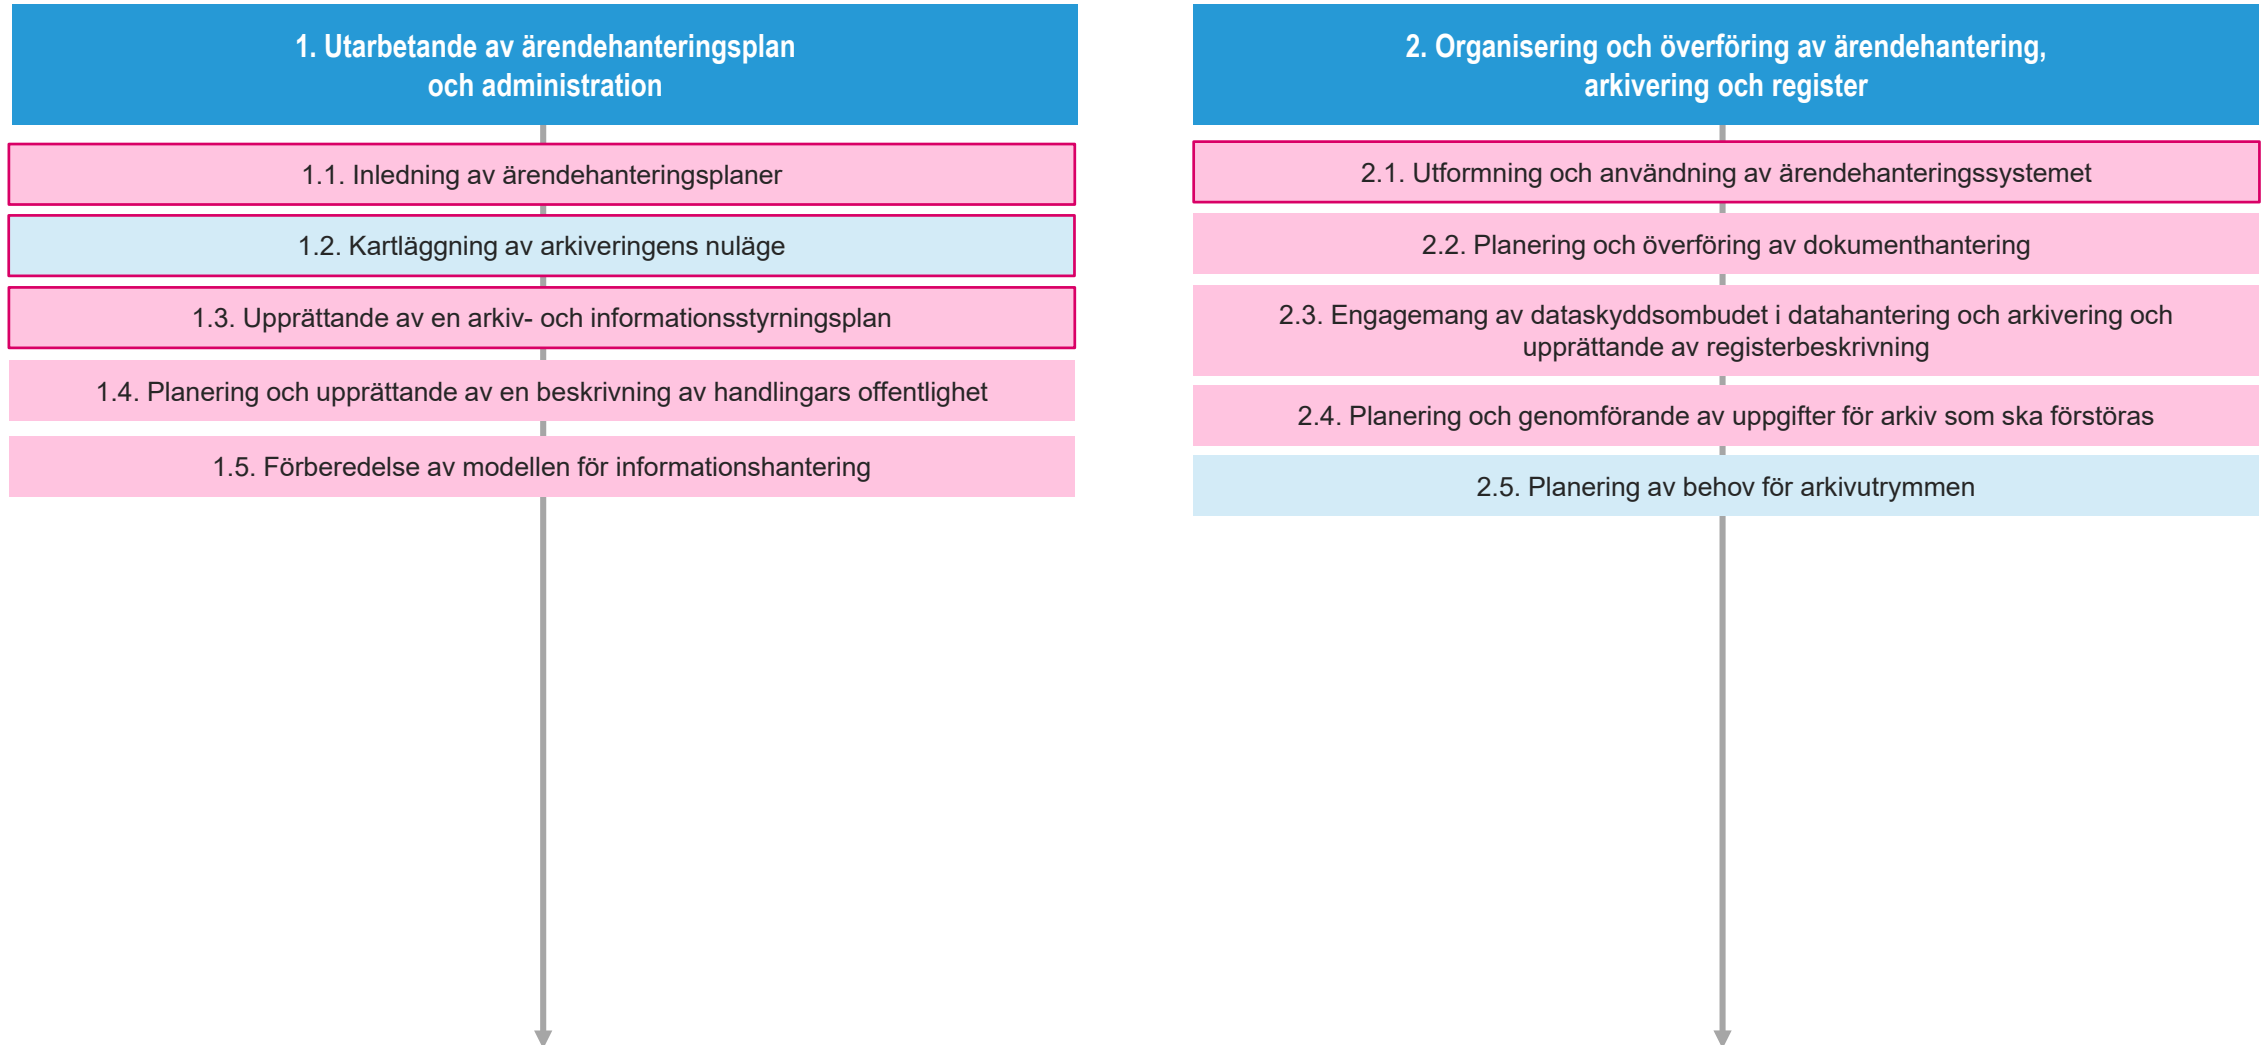 1. Utarbetande av ärendehanteringsplan
och administration
1.1. Inledning av ärendehanteringsplaner
1.2. Kartläggning av arkiveringens nuläge
1.3. Upprättande av en arkiv- och informationsstyrningsplan
1.4. Planering och upprättande av en beskrivning av handlingars offentlighet
1.5. Förberedelse av modellen för informationshantering
2. Organisering och överföring av ärendehantering,
arkivering och register
2.1. Utformning och användning av ärendehanteringssystemet
2.2. Planering och överföring av dokumenthantering
2.3. Engagemang av dataskyddsombudet i datahantering och arkivering och
upprättande av registerbeskrivning
2.4. Planering och genomförande av uppgifter för arkiv som ska förstöras
2.5. Planering av behov för arkivutrymmen